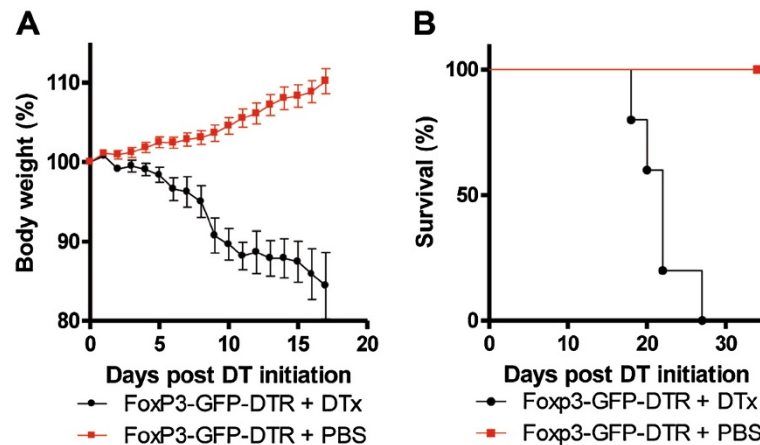 A
110
100
90
80
Body weight (%)
0 5 10 15 20
Days post DT initiation
FoxP3-GFP-DTR + DTx
FoxP3-GFP-DTR + PBS
B
100
50
0
Survival (%)
0 10 20 30
Days post DT initiation
Foxp3-GFP-DTR + DTx
Foxp3-GFP-DTR + PBS